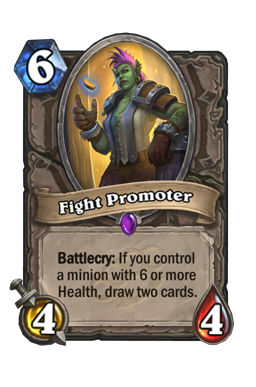 6
Fight Promoter
Battlecry: If you control
a minion with 6 or more
Health, draw two cards.
4
4